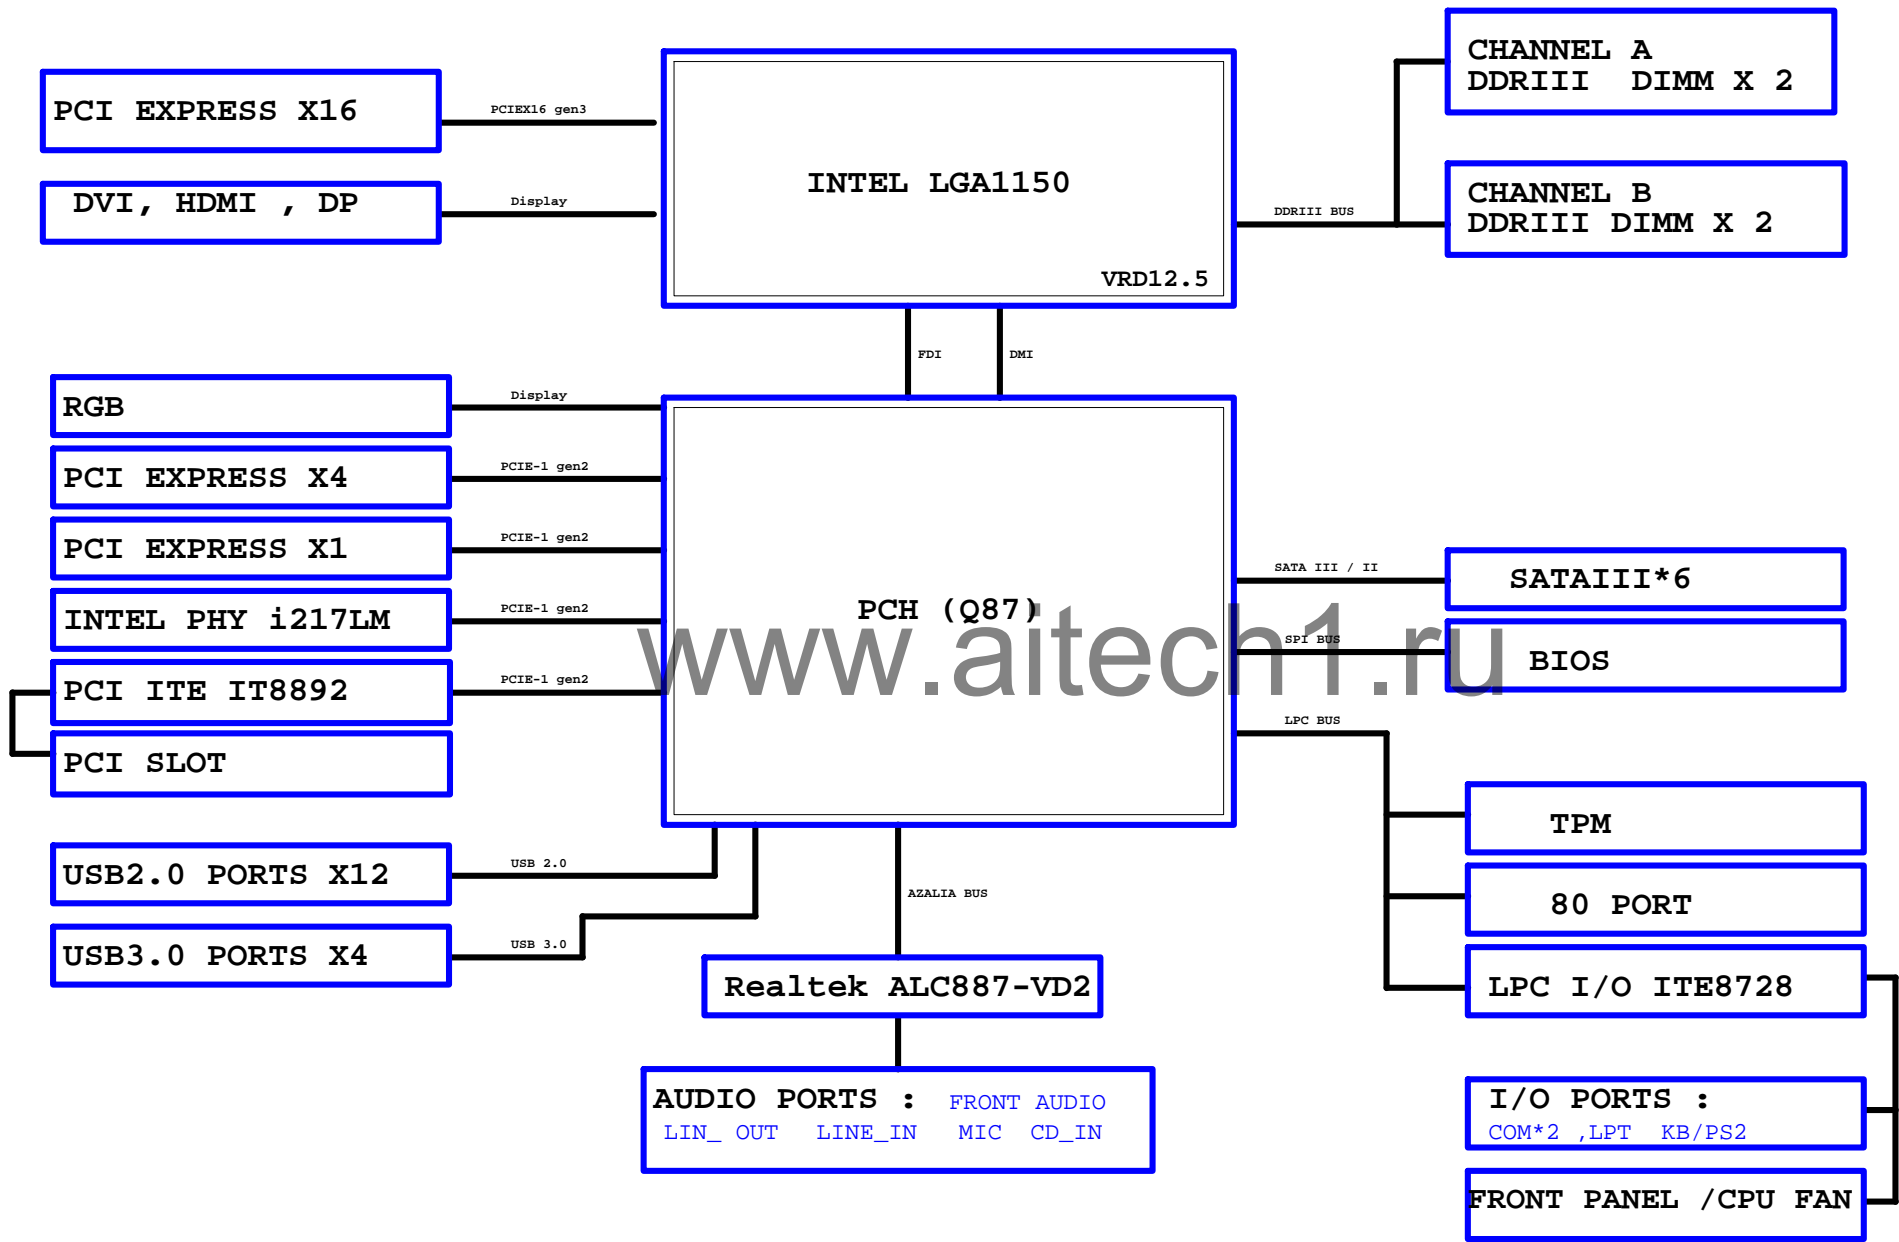 PCI EXPRESS X16
PCIEX16 gen3
DVI, HDMI , DP
Display
INTEL LGA1150
VRD12.5
DDRIII BUS
CHANNEL A
DDRIII DIMM X 2
CHANNEL B
DDRIII DIMM X 2
FDI
DMI
RGB
Display
PCI EXPRESS X4
PCIE-1 gen2
PCI EXPRESS X1
PCIE-1 gen2
INTEL PHY i217LM
PCIE-1 gen2
PCI ITE IT8892
PCIE-1 gen2
PCI SLOT
PCH (Q87)
www.aitech1.ru
SATA III / II
SATAIII*6
SPI BUS
BIOS
LPC BUS
TPM
80 PORT
LPC I/O ITE8728
I/O PORTS :
COM*2 ,LPT KB/PS2
FRONT PANEL /CPU FAN
USB2.0 PORTS X12
USB 2.0
USB3.0 PORTS X4
USB 3.0
AZALIA BUS
Realtek ALC887-VD2
AUDIO PORTS : FRONT AUDIO
LIN_ OUT LINE_IN MIC CD_IN